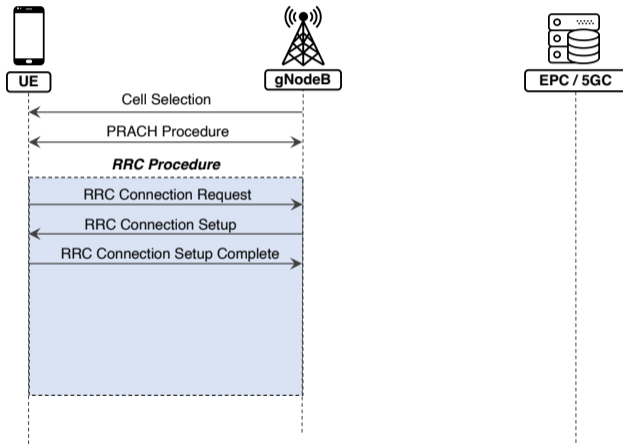 UE
gNodeB
EPC / 5GC
Cell Selection
PRACH Procedure
RRC Procedure
RRC Connection Request
RRC Connection Setup
RRC Connection Setup Complete